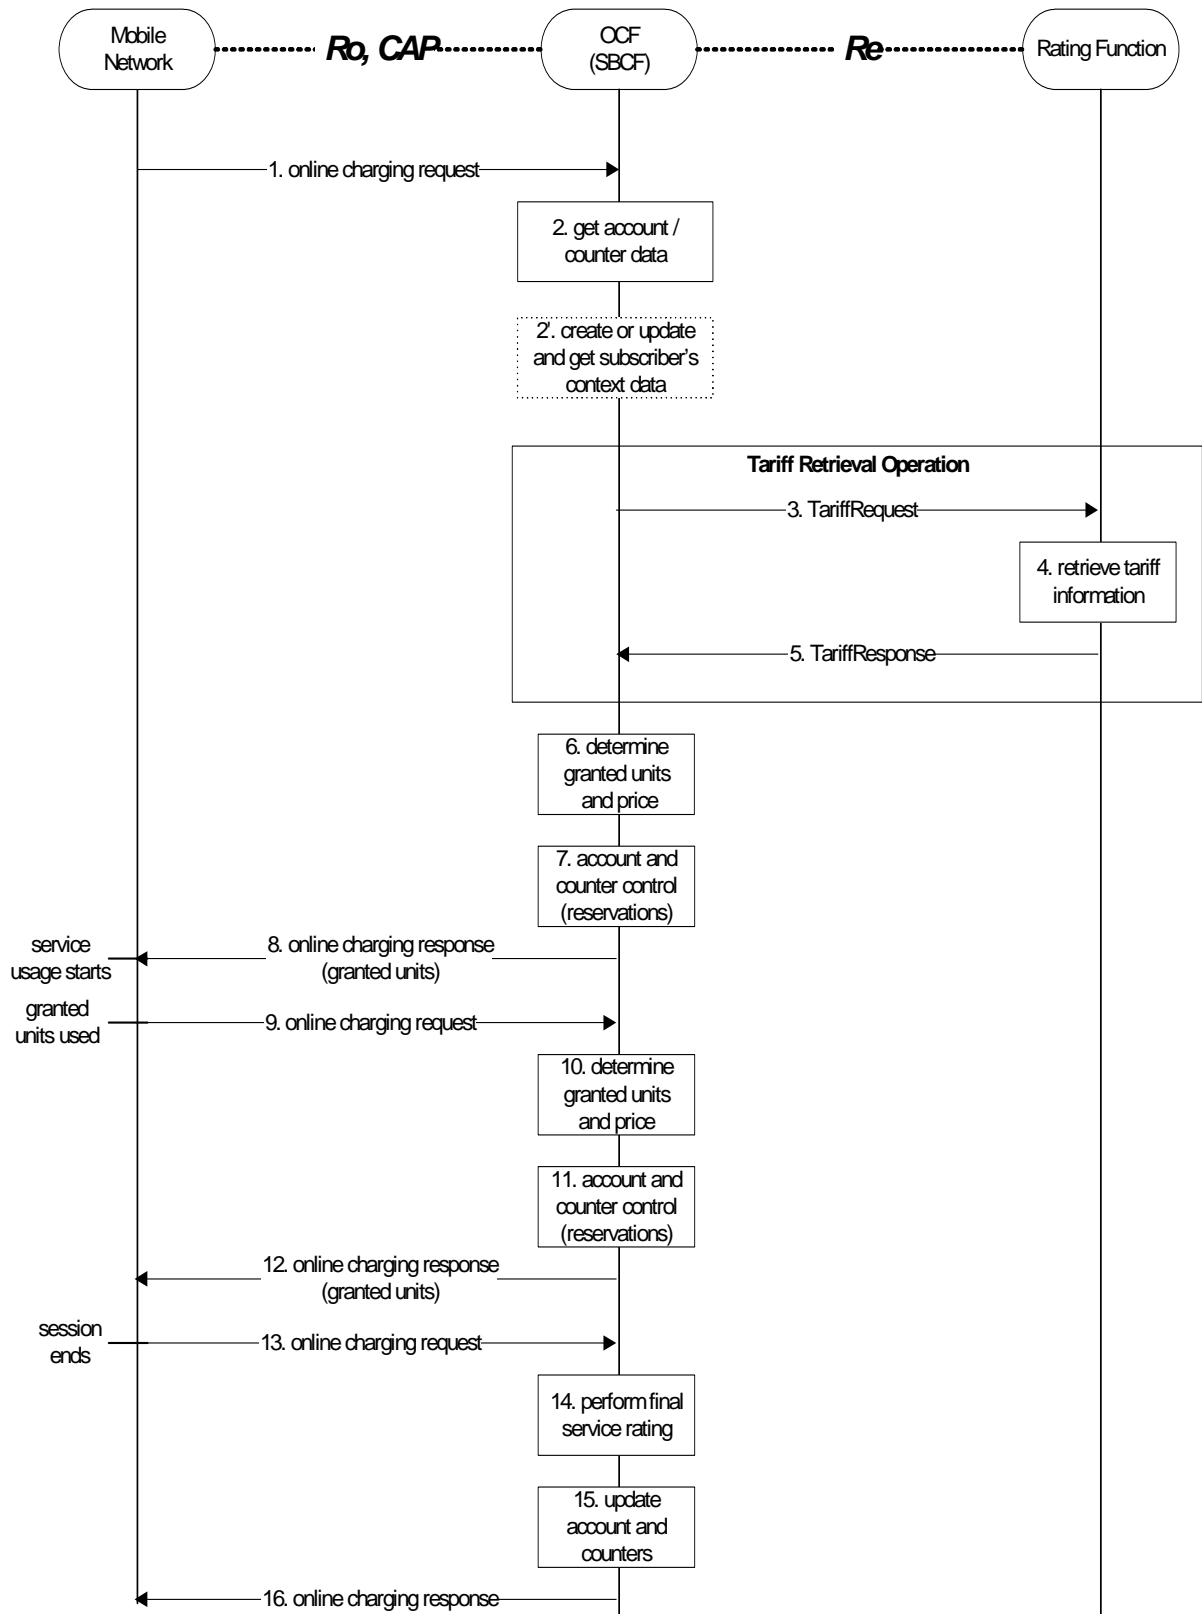 Mobile
Network
Ro, CAP
OCF
(SBCF)
Re
Rating Function
1. online charging request
2. get account /
counter data
2'. create or update
and get subscriber's
context data
Tariff Retrieval Operation
3. TariffRequest
4. retrieve tariff
information
5. TariffResponse
6. determine
granted units
and price
7. account and
counter control
(reservations)
service
usage starts
8. online charging response
(granted units)
granted
units used
9. online charging request
10. determine
granted units
and price
11. account and
counter control
(reservations)
12. online charging response
(granted units)
session
ends
13. online charging request
14. perform final
service rating
15. update
account and
counters
16. online charging response